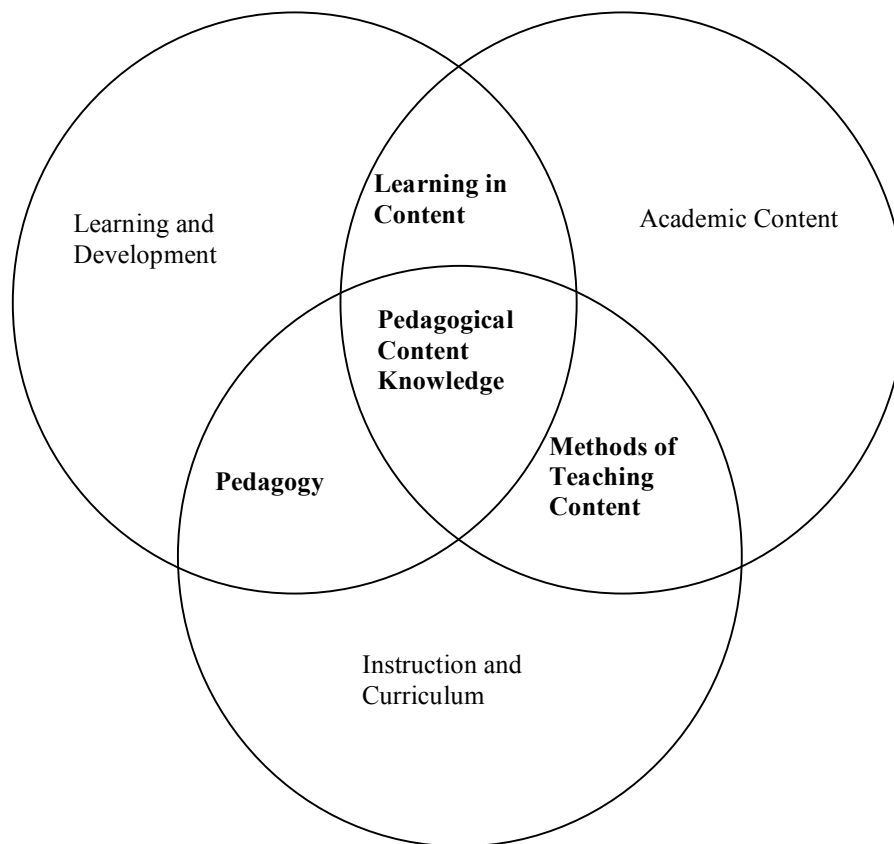 Learning in
Content
Learning and
Development
Academic Content
Pedagogical
Content
Knowledge
Pedagogy
Methods of
Teaching
Content
Instruction and
Curriculum